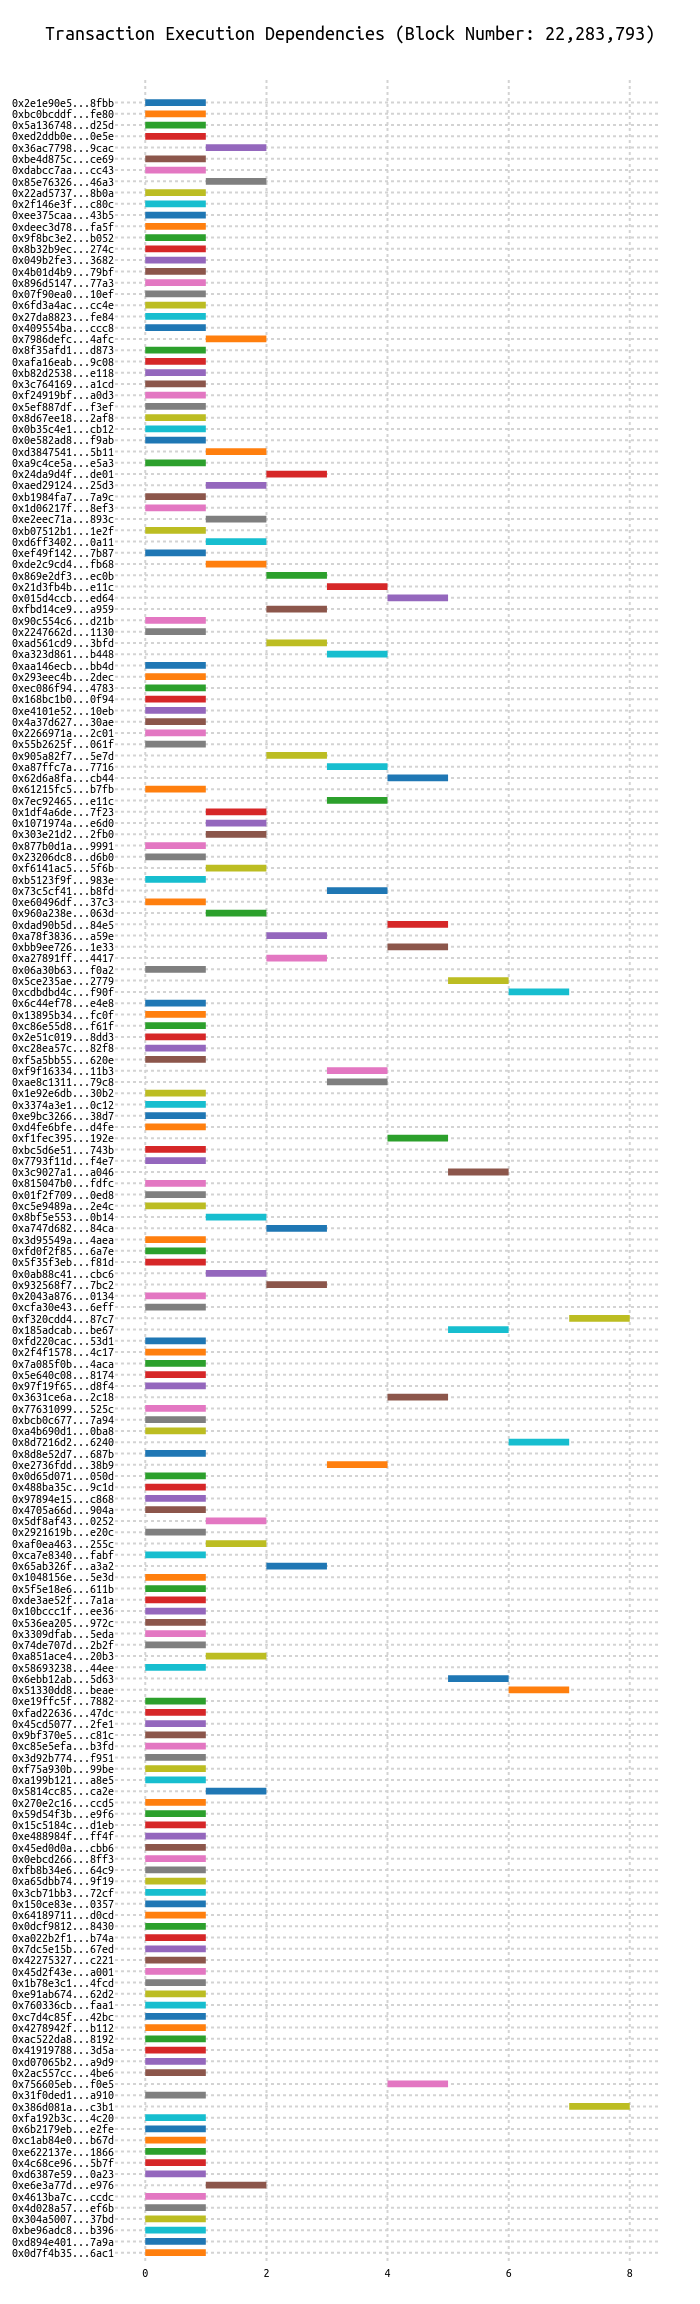 Transaction Execution Dependencies (Block Number: 22,283,793)
0x2e1e90e5...8fbb
0xbc0bcddf...fe80
0x5a136748...d25d
0xed2ddb0e...0e5e
0x36ac7798...9cac
0xbe4d875c...ce69
0xdabcc7aa...cc43
0x85e76326...46a3
0x22ad5737...8b0a
0x2f146e3f...c80c
0xee375caa...43b5
0xdeec3d78...fa5f
0x9f8bc3e2...b052
0x8b32b9ec...274c
0x049b2fe3...3682
0x4b01d4b9...79bf
0x896d5147...77a3
0x07f90ea0...10ef
0x6fd3a4ac...cc4e
0x27da8823...fe84
0x409554ba...ccc8
0x7986defc...4afc
0x8f35afd1...d873
0xafa16eab...9c08
0xb82d2538...e118
0x3c764169...a1cd
0xf24919bf...a0d3
0x5ef887df...f3ef
0x8d67ee18...2af8
0x0b35c4e1...cb12
0x0e582ad8...f9ab
0xd3847541...5b11
0xa9c4ce5a...e5a3
0x24da9d4f...de01
0xaed29124...25d3
0xb1984fa7...7a9c
0x1d06217f...8ef3
0xe2eec71a...893c
0xb07512b1...1e2f
0xd6ff3402...0a11
0xef49f142...7b87
0xde2c9cd4...fb68
0x869e2df3...ec0b
0x21d3fb4b...e11c
0x015d4ccb...ed64
0xfbd14ce9...a959
0x90c554c6...d21b
0x2247662d...1130
0xad561cd9...3bfd
0xa323d861...b448
0xaa146ecb...bb4d
0x293eec4b...2dec
0xec086f94...4783
0x168bc1b0...0f94
0xe4101e52...10eb
0x4a37d627...30ae
0x2266971a...2c01
0x55b2625f...061f
0x905a82f7...5e7d
0xa87ffc7a...7716
0x62d6a8fa...cb44
0x61215fc5...b7fb
0x7ec92465...e11c
0x1df4a6de...7f23
0x1071974a...e6d0
0x303e21d2...2fb0
0x877b0d1a...9991
0x23206dc8...d6b0
0xf6141ac5...5f6b
0xb5123f9f...983e
0x73c5cf41...b8fd
0xe60496df...37c3
0x960a238e...063d
0xdad90b5d...84e5
0xa78f3836...a59e
0xbb9ee726...1e33
0xa27891ff...4417
0x06a30b63...f0a2
0x5ce235ae...2779
0xcdbdbd4c...f90f
0x6c44ef78...e4e8
0x13895b34...fc0f
0xc86e55d8...f61f
0x2e51c019...8dd3
0xc28ea57c...82f8
0xf5a5bb55...620e
0xf9f16334...11b3
0xae8c1311...79c8
0x1e92e6db...30b2
0x3374a3e1...0c12
0xe9bc3266...38d7
0xd4fe6bfe...d4fe
0xf1fec395...192e
0xbc5d6e51...743b
0x7793f11d...f4e7
0x3c9027a1...a046
0x815047b0...fdfc
0x01f2f709...0ed8
0xc5e9489a...2e4c
0x8bf5e553...0b14
0xa747d682...84ca
0x3d95549a...4aea
0xfd0f2f85...6a7e
0x5f35f3eb...f81d
0x0ab88c41...cbc6
0x932568f7...7bc2
0x2043a876...0134
0xcfa30e43...6eff
0xf320cdd4...87c7
0x185adcab...be67
0xfd220cac...53d1
0x2f4f1578...4c17
0x7a085f0b...4aca
0x5e640c08...8174
0x97f19f65...d8f4
0x3631ce6a...2c18
0x77631099...525c
0xbcb0c677...7a94
0xa4b690d1...0ba8
0x8d7216d2...6240
0x8d8e52d7...687b
0xe2736fdd...38b9
0x0d65d071...050d
0x488ba35c...9c1d
0x97894e15...c868
0x4705a66d...904a
0x5df8af43...0252
0x2921619b...e20c
0xaf0ea463...255c
0xca7e8340...fabf
0x65ab326f...a3a2
0x1048156e...5e3d
0x5f5e18e6...611b
0xde3ae52f...7a1a
0x10bccc1f...ee36
0x536ea205...972c
0x3309dfab...5eda
0x74de707d...2b2f
0xa851ace4...20b3
0x58693238...44ee
0x6ebb12ab...5d63
0x51330dd8...beae
0xe19ffc5f...7882
0xfad22636...47dc
0x45cd5077...2fe1
0x9bf370e5...c81c
0xc85e5efa...b3fd
0x3d92b774...f951
0xf75a930b...99be
0xa199b121...a8e5
0x5814cc85...ca2e
0x270e2c16...ccd5
0x59d54f3b...e9f6
0x15c5184c...d1eb
0xe488984f...ff4f
0x45ed0d0a...cbb6
0x0ebcd266...8ff3
0xfb8b34e6...64c9
0xa65dbb74...9f19
0x3cb71bb3...72cf
0x150ce83e...0357
0x64189711...d0cd
0x0dcf9812...8430
0xa022b2f1...b74a
0x7dc5e15b...67ed
0x42275327...c221
0x45d2f43e...a001
0x1b78e3c1...4fcd
0xe91ab674...62d2
0x760336cb...faa1
0xc7d4c85f...42bc
0x4278942f...b112
0xac522da8...8192
0x41919788...3d5a
0xd07065b2...a9d9
0x2ac557cc...4be6
0x756605eb...f0e5
0x31f0ded1...a910
0x386d081a...c3b1
0xfa192b3c...4c20
0x6b2179eb...e2fe
0xc1ab84e0...b67d
0xe622137e...1866
0x4c68ce96...5b7f
0xd6387e59...0a23
0xe6e3a77d...e976
0x4613ba7c...ccdc
0x4d028a57...ef6b
0x304a5007...37bd
0xbe96adc8...b396
0xd894e401...7a9a
0x0d7f4b35...6ac1
0 2 4 6 8